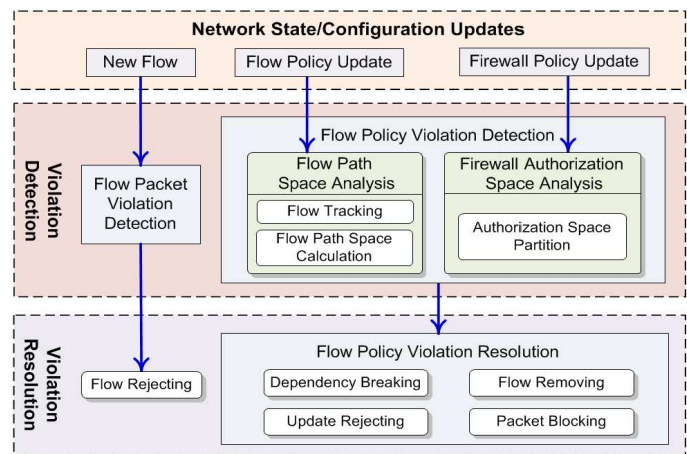 Network State/Configuration Updates
New Flow
Flow Policy Update
Firewall Policy Update
Violation
Detection
Flow Packet
Violation
Detection
Flow Policy Violation Detection
Flow Path
Space Analysis
Flow Tracking
Flow Path Space
Calculation
Firewall Authorization
Space Analysis
Authorization Space
Partition
Violation
Resolution
Flow Rejecting
Flow Policy Violation Resolution
Dependency Breaking
Flow Removing
Update Rejecting
Packet Blocking